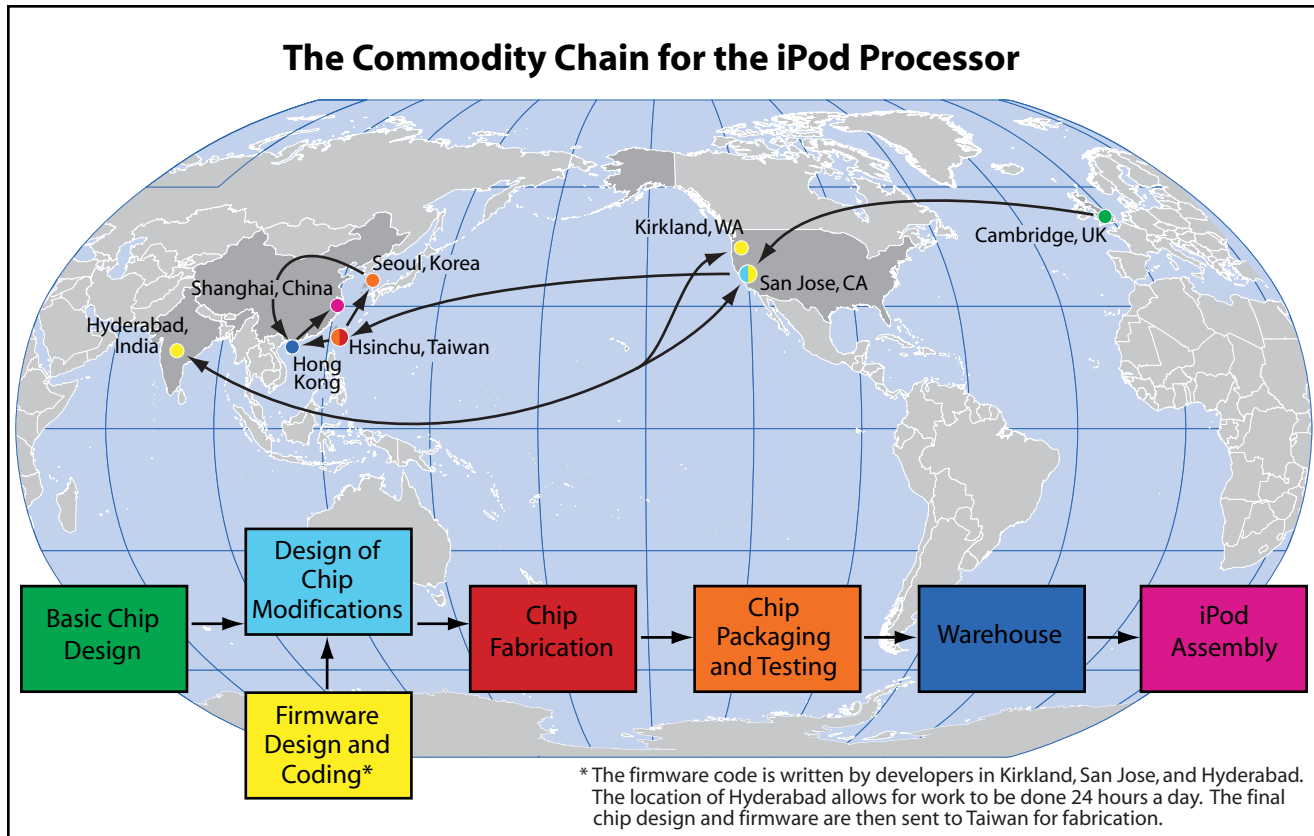 The Commodity Chain for the iPod Processor
Kirkland, WA
Cambridge, UK
Seoul, Korea
San Jose, CA
Shanghai, China
Hyderabad,
India
Hsinchu, Taiwan
Hong
Kong
Basic Chip
Design
Design of
Chip
Modifications
Firmware
Design and
Coding*
Chip
Fabrication
Chip
Packaging
and Testing
Warehouse
iPod
Assembly
* The firmware code is written by developers in Kirkland, San Jose, and Hyderabad.
The location of Hyderabad allows for work to be done 24 hours a day. The final
chip design and firmware are then sent to Taiwan for fabrication.